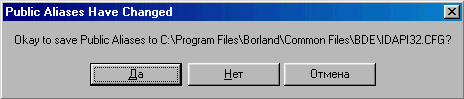 Public Aliases Have Changed
Okay to save Public Aliases to C:\Program Files\Borland\Common Files\BDE\IDAPI32.CFG?
Да Нет Отмена